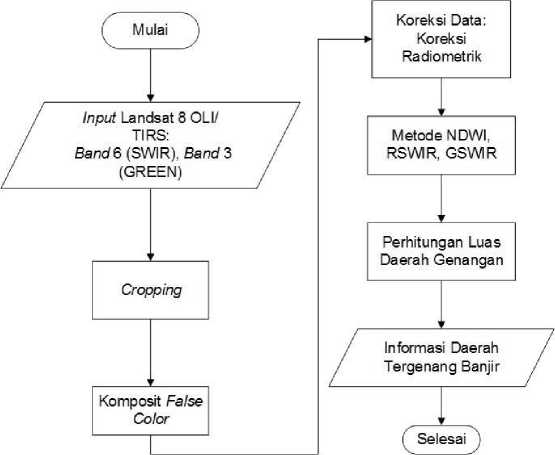 Mulai
Input Landsat 8 OLI/
TIRS:
Band 6 (SWIR), Band 3
(GREEN)
Cropping
Komposit False
Color
Koreksi Data:
Koreksi
Radiometrik
Metode NDWI,
RSWIR, GSWIR
Perhitungan Luas
Daerah Genangan
Informasi Daerah
Tergenang Banjir
Selesai